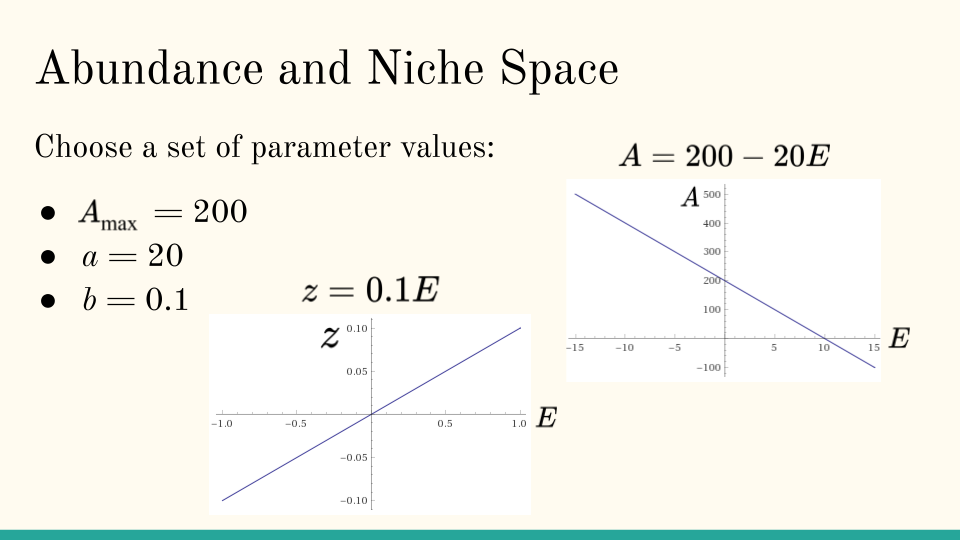 Abundance and Niche Space
Choose a set of parameter values:
● A_max = 200
● a = 20
● b = 0.1
z = 0.1E
z
0.10
0.05
−1.0 −0.5 0.5 1.0 E
−0.05
−0.10
A = 200 − 20E
A 500
400
300
200
100
−15 −10 −5 5 10 15 E
−100